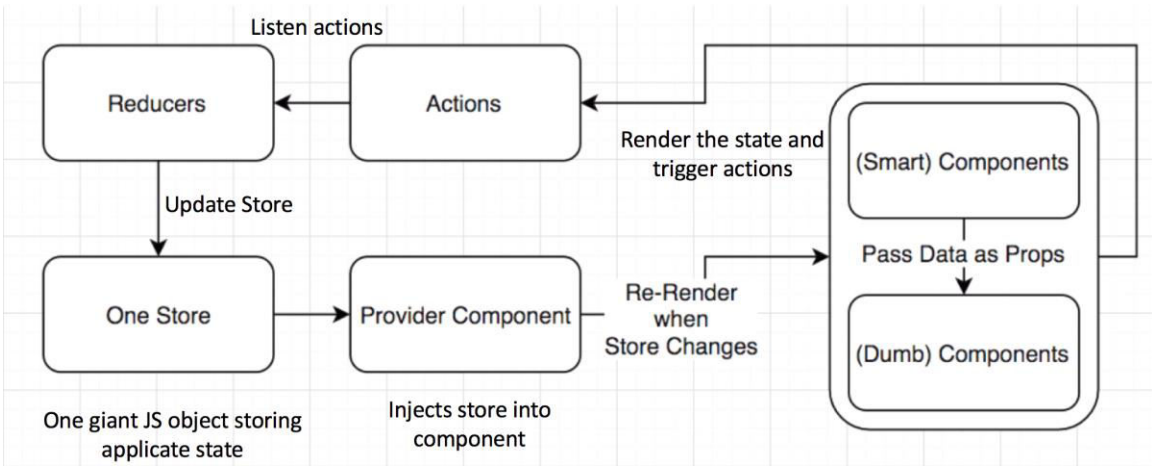 Listen actions
Reducers
Actions
Render the state and
trigger actions
(Smart) Components
Update Store
Pass Data as Props
One Store
Provider Component
Re-Render
when
Store Changes
(Dumb) Components
One giant JS object storing
applicate state
Injects store into
component